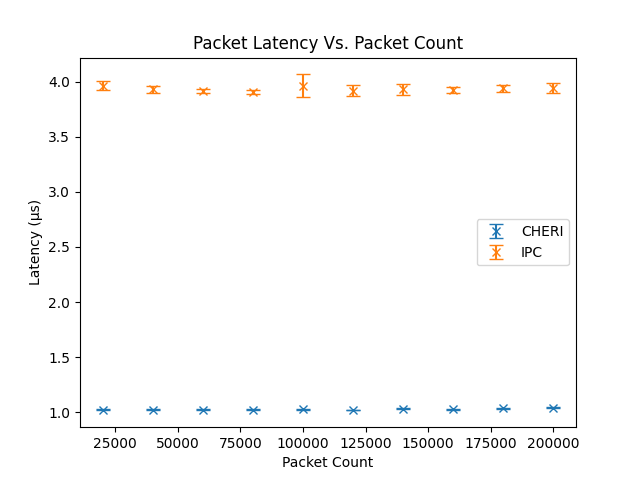 Packet Latency Vs. Packet Count
Latency (μs)
4.0
3.5
3.0
2.5
2.0
1.5
1.0
CHERI
IPC
25000 50000 75000 100000 125000 150000 175000 200000
Packet Count